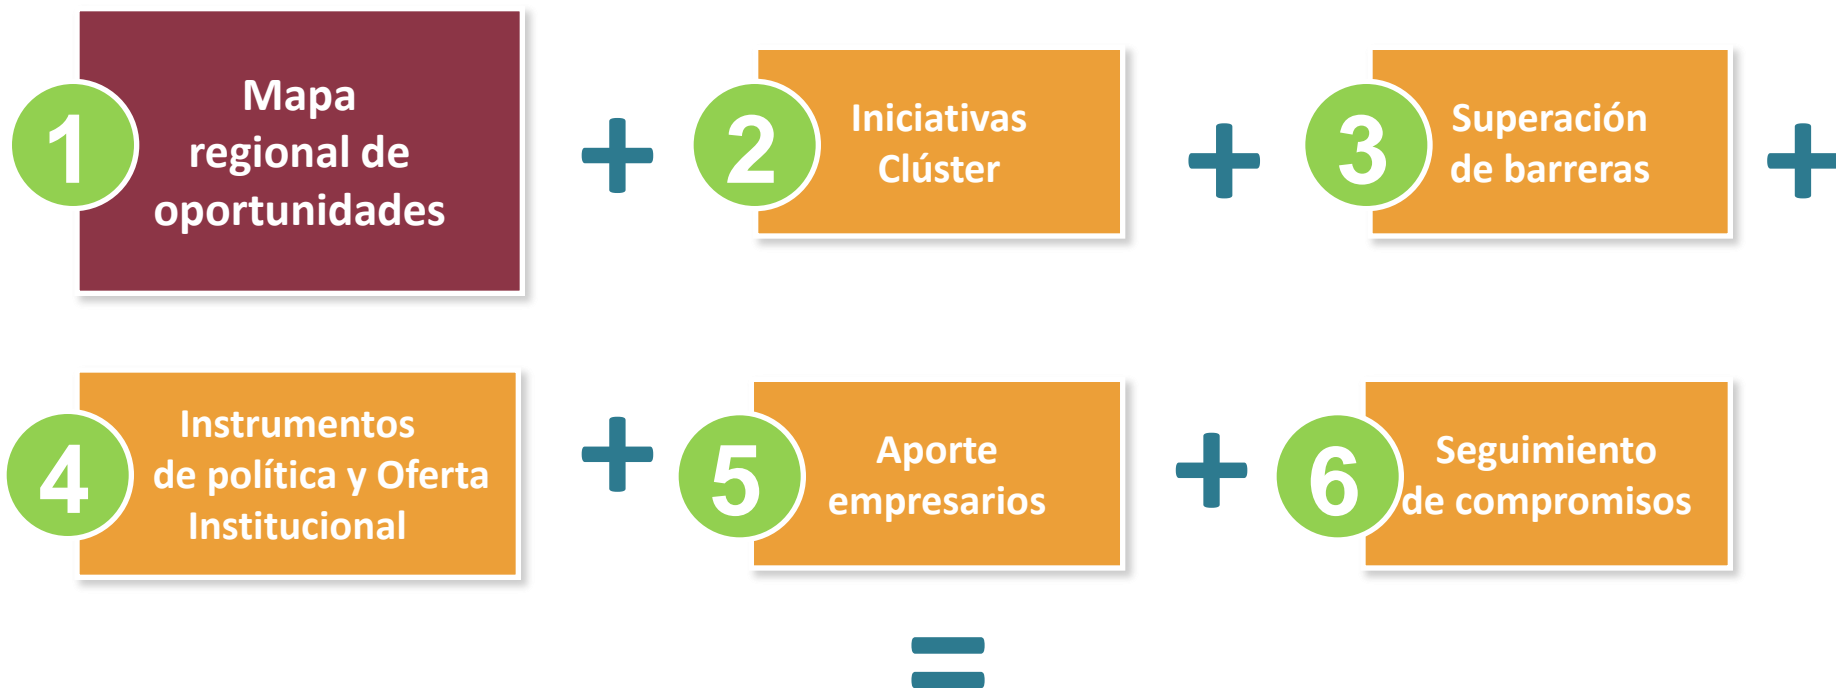 1
Mapa
regional de
oportunidades
+
2
Iniciativas
Clúster
+
3
Superación
de barreras
+
4
Instrumentos
de política y Oferta
Institucional
+
5
Aporte
empresarios
+
6
Seguimiento
de compromisos
=